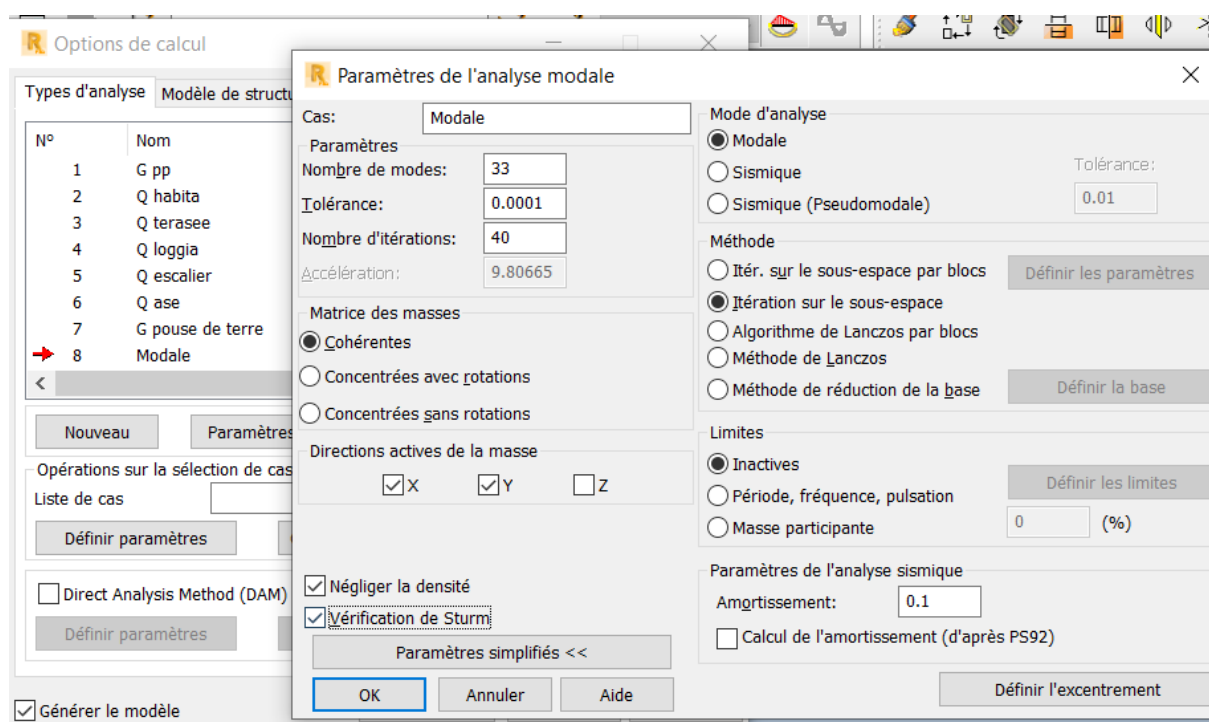 Options de calcul
Types d'analyse
Modèle de structu
Nº Nom
1 G pp
2 Q habita
3 Q terasee
4 Q loggia
5 Q escalier
6 Q ase
7 G pouse de terre
8 Modale
Nouveau
Paramètres
Opérations sur la sélection de cas
Liste de cas
Définir paramètres
Direct Analysis Method (DAM)
Définir paramètres
Générer le modèle
Paramètres de l'analyse modale
Cas: Modale
Paramètres
Nombre de modes: 33
Tolérance: 0.0001
Nombre d'itérations: 40
Accélération: 9.80665
Matrice des masses
Cohérentes
Concentrées avec rotations
Concentrées sans rotations
Directions actives de la masse
X Y Z
Négliger la densité
Vérification de Sturm
Paramètres simplifiés <<
OK Annuler Aide
Mode d'analyse
Modale
Sismique
Sismique (Pseudomodale)
Tolérance:
0.01
Méthode
Itér. sur le sous-espace par blocs
Définir les paramètres
Itération sur le sous-espace
Algorithme de Lanczos par blocs
Méthode de Lanczos
Méthode de réduction de la base
Définir la base
Limites
Inactives
Définir les limites
Période, fréquence, pulsation
Masse participante
0 (%)
Paramètres de l'analyse sismique
Amortissement: 0.1
Calcul de l'amortissement (d'après PS92)
Définir l'excentrement